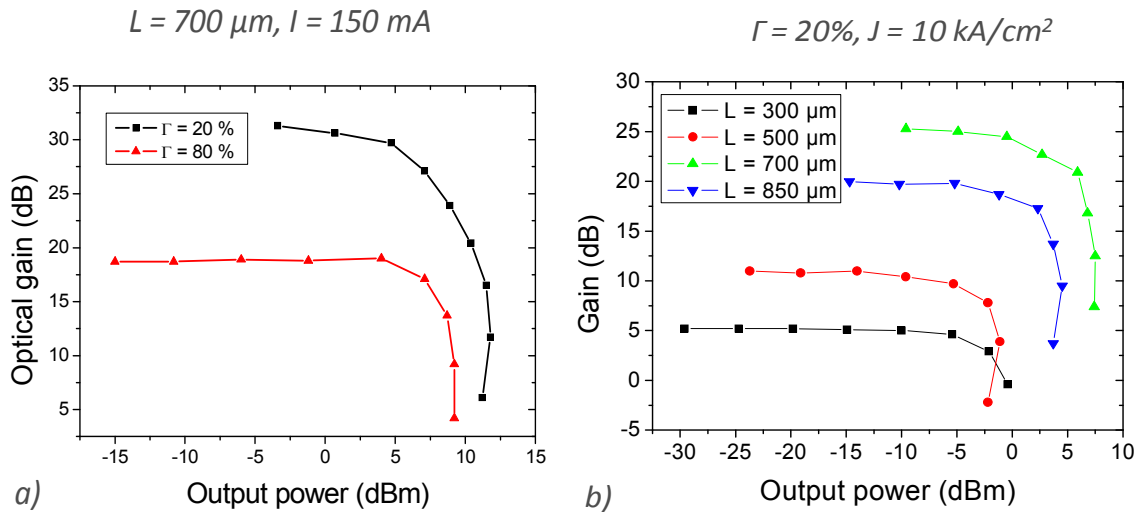 L = 700 µm, I = 150 mA
Γ = 20%, J = 10 kA/cm²
35
30
25
20
15
10
5
Optical gain (dB)
Γ = 20 %
Γ = 80 %
-15 -10 -5 0 5 10 15
Output power (dBm)
a)
30
25
20
15
10
5
0
-5
Gain (dB)
L = 300 µm
L = 500 µm
L = 700 µm
L = 850 µm
-30 -25 -20 -15 -10 -5 0 5 10
Output power (dBm)
b)